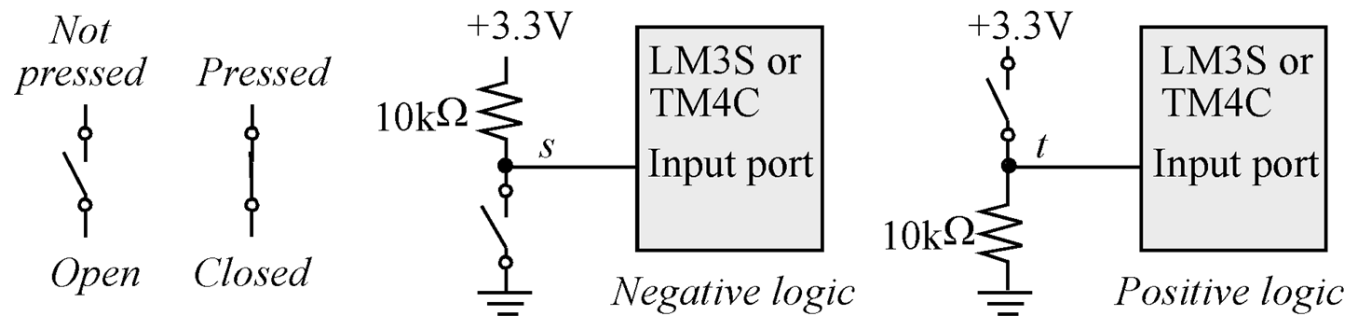 Not
pressed
Pressed
Open
Closed
+3.3V
10kΩ
s
LM3S or
TM4C
Input port
Negative logic
+3.3V
t
10kΩ
LM3S or
TM4C
Input port
Positive logic